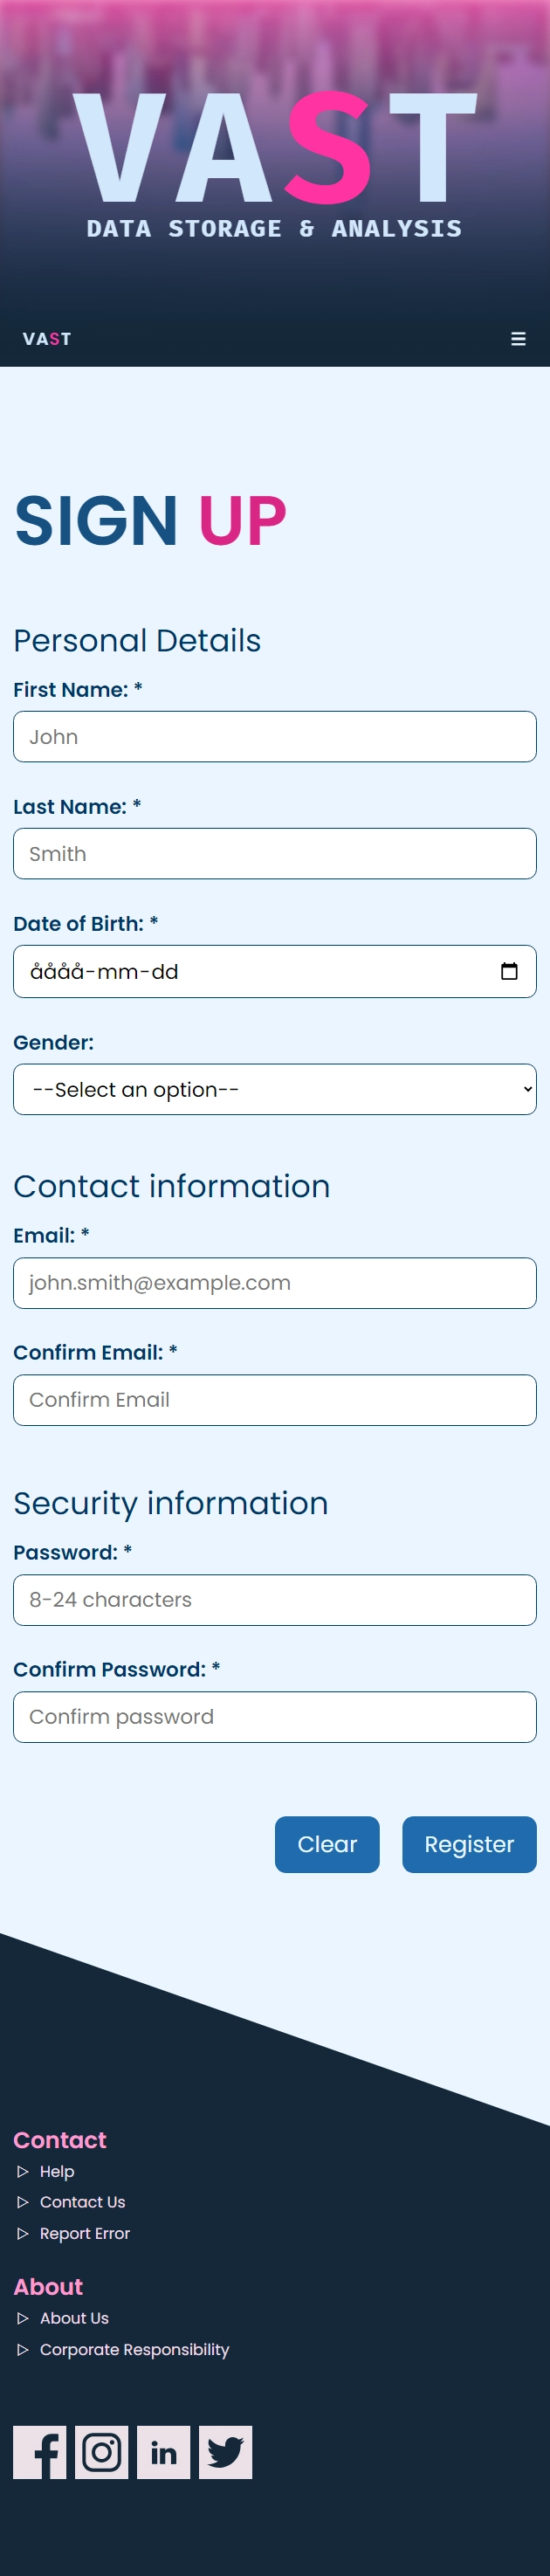 VAST
DATA STORAGE & ANALYSIS
VAST
SIGN UP
Personal Details
First Name: *
John
Last Name: *
Smith
Date of Birth: *
åååå-mm-dd
Gender:
--Select an option--
Contact information
Email: *
john.smith@example.com
Confirm Email: *
Confirm Email
Security information
Password: *
8-24 characters
Confirm Password: *
Confirm password
Clear Register
Contact
Help
Contact Us
Report Error
About
About Us
Corporate Responsibility